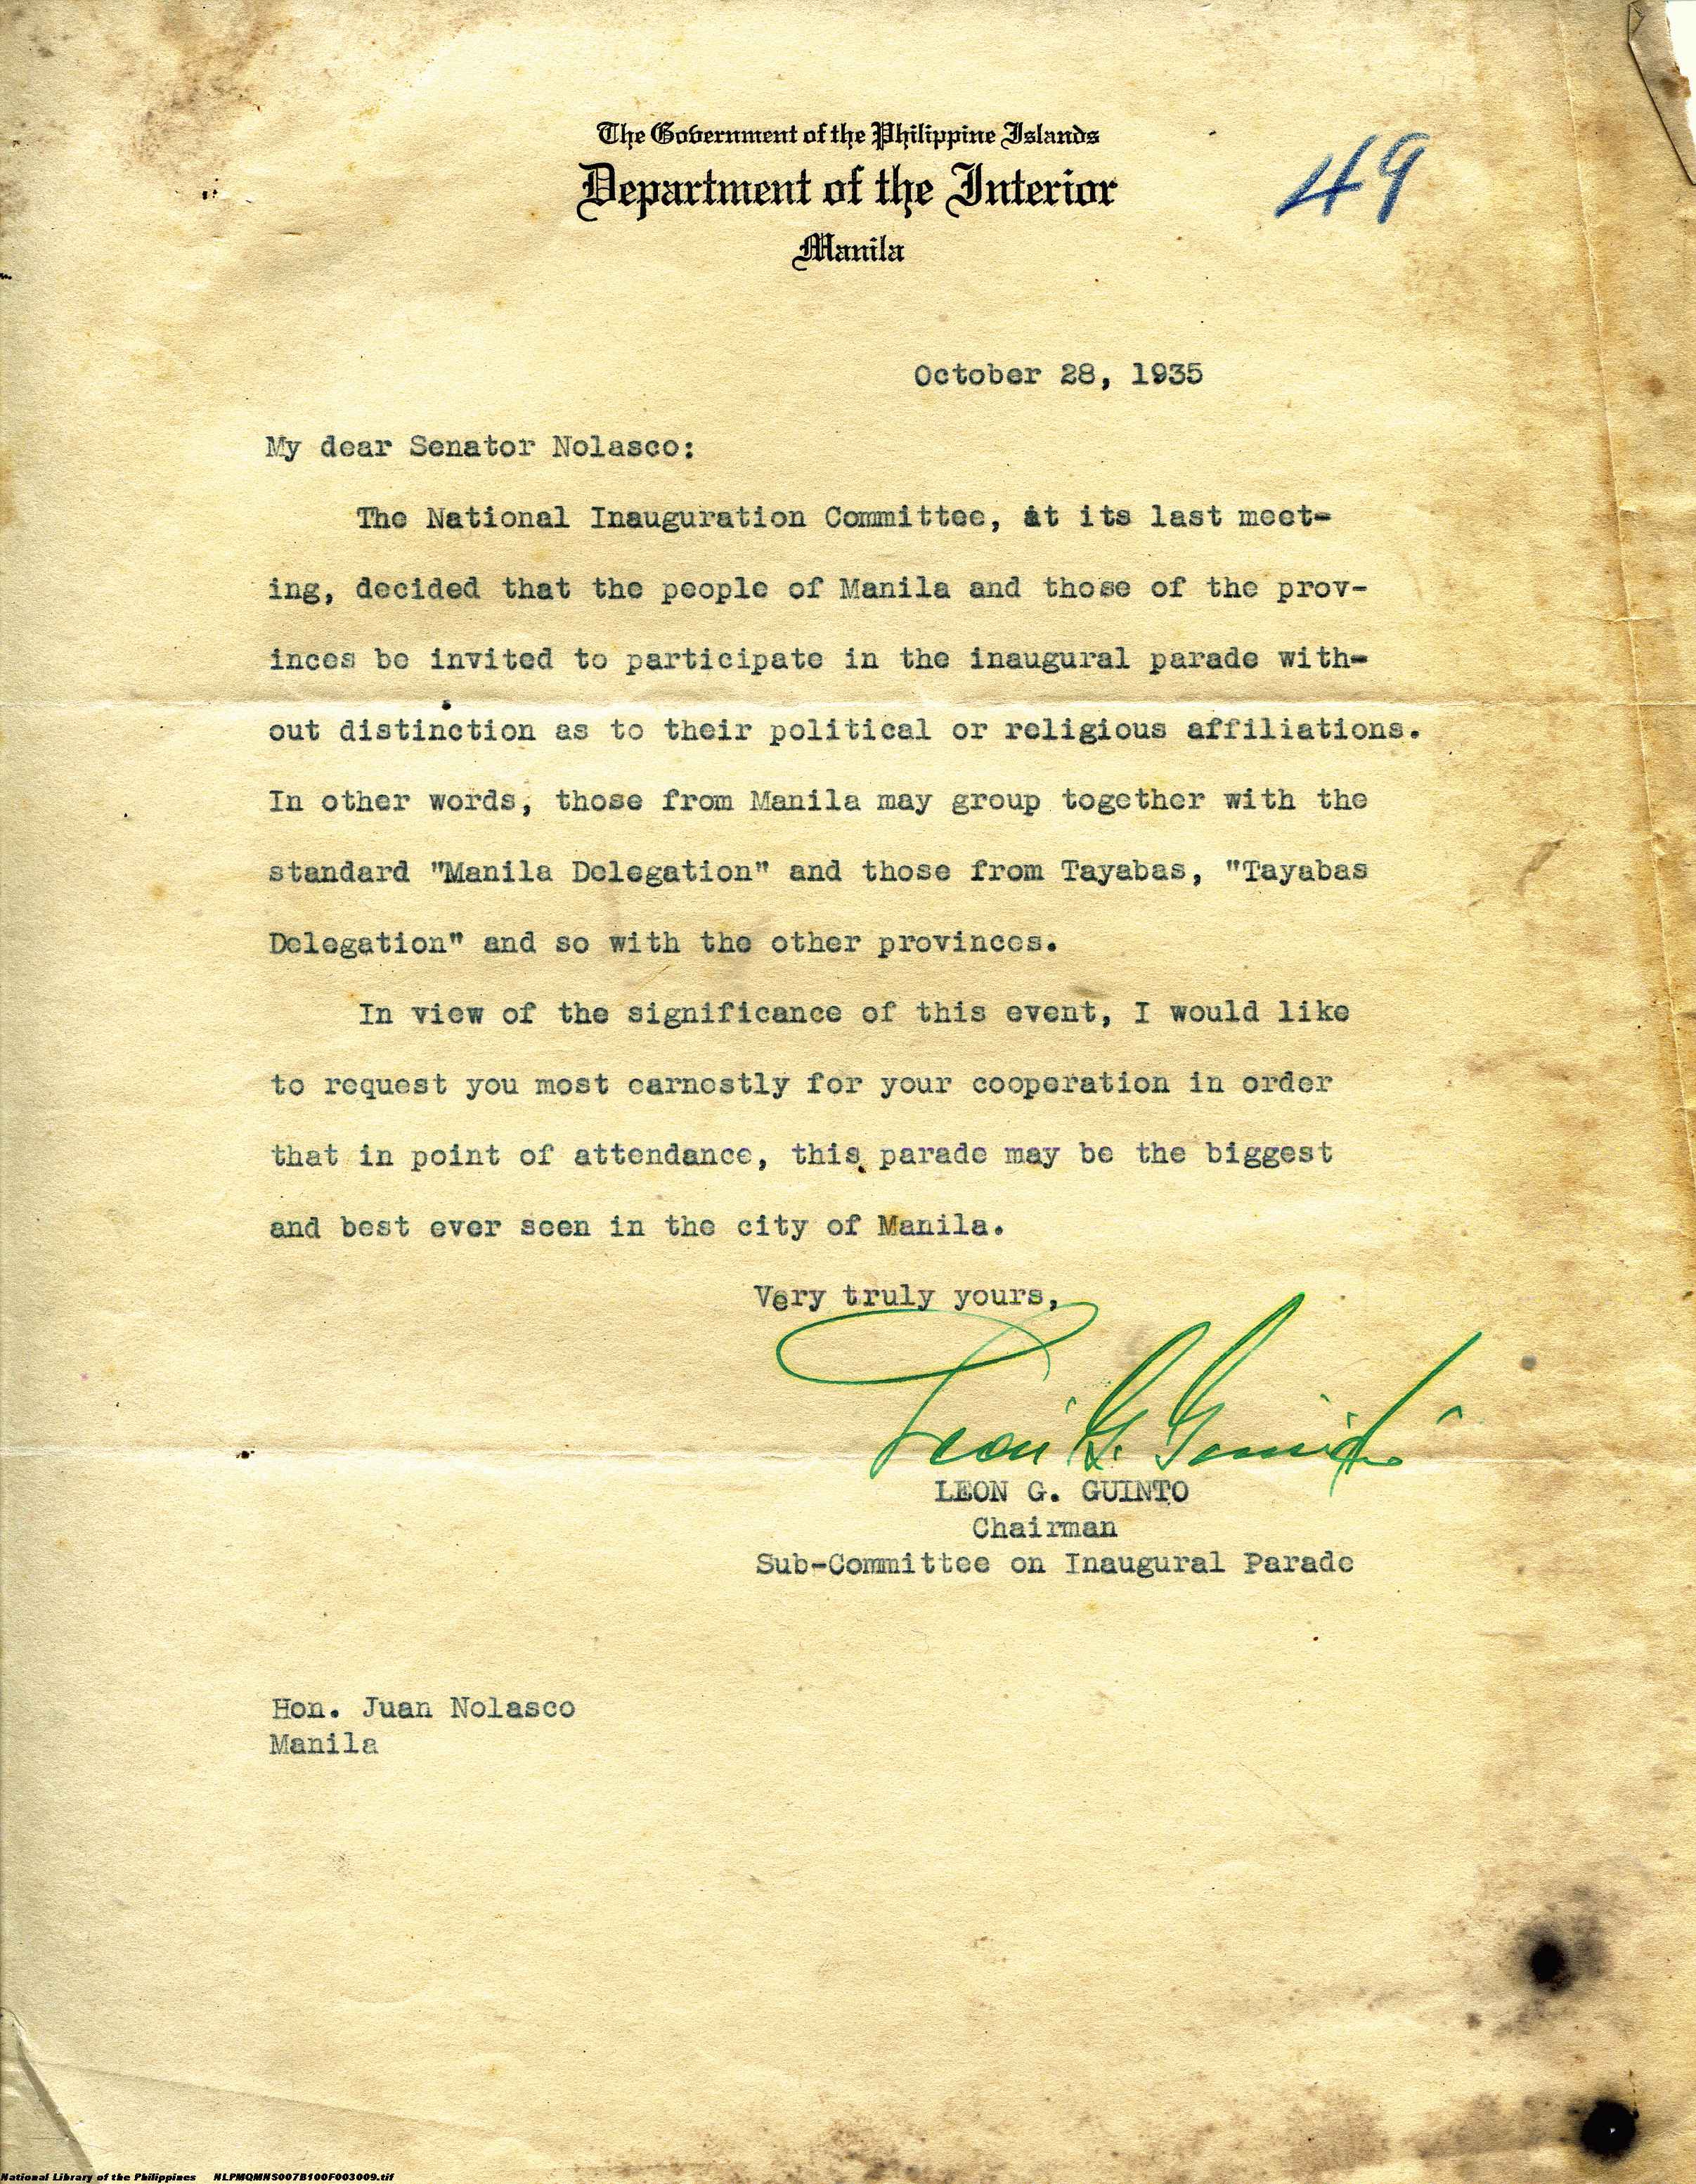 The Government of the Philippine Islands
Department of the Interior
Manila
49
October 28, 1935
My dear Senator Nolasco:
The National Inauguration Committee, at its last meet-
ing, decided that the people of Manila and those of the prov-
inces be invited to participate in the inaugural parade with-
out distinction as to their political or religious affiliations.
In other words, those from Manila may group together with the
standard "Manila Delegation" and those from Tayabas, "Tayabas
Delegation" and so with the other provinces.
In view of the significance of this event, I would like
to request you most earnestly for your cooperation in order
that in point of attendance, this parade may be the biggest
and best ever seen in the city of Manila.
Very truly yours,
Leon G. Guinto
LEON G. GUINTO
Chairman
Sub-Committee on Inaugural Parade
Hon. Juan Nolasco
Manila
National Library of the Philippines NLPMQMNS007B100F003009.tif